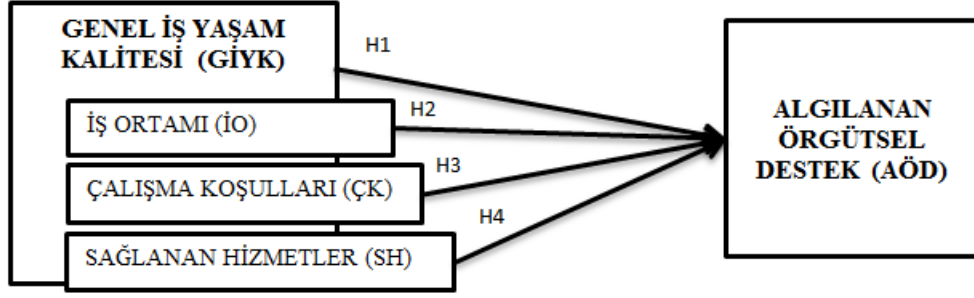 GENEL İŞ YAŞAM
KALİTESİ (GİYK)
İŞ ORTAMI (İO)
ÇALIŞMA KOŞULLARI (ÇK)
SAĞLANAN HİZMETLER (SH)
H1
H2
H3
H4
ALGILANAN
ÖRGÜTSEL
DESTEK (AÖD)